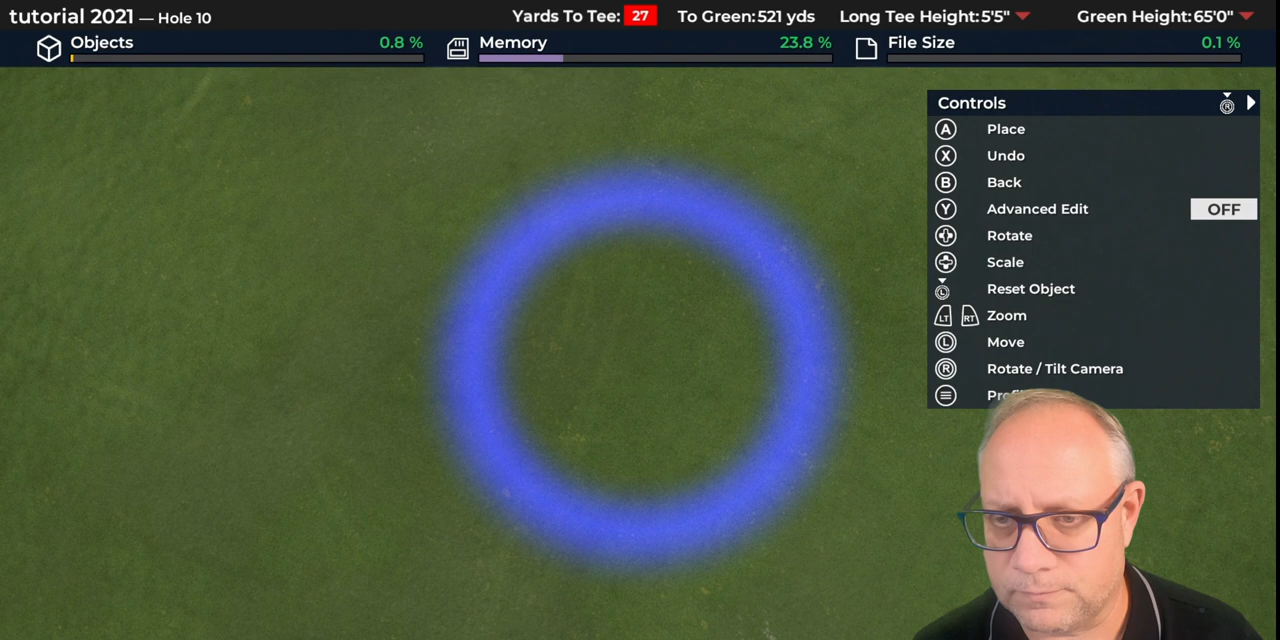 tutorial 2021 — Hole 10
Yards To Tee: 27 To Green: 521 yds Long Tee Height: 5'5" Green Height: 65'0"
Objects 0.8 % Memory 23.8 % File Size 0.1 %
Controls R
A Place
X Undo
B Back
Y Advanced Edit OFF
Rotate
Scale
L Reset Object
LT RT Zoom
L Move
R Rotate / Tilt Camera